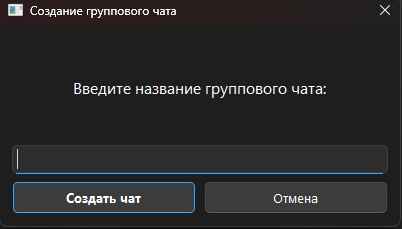 Создание группового чата
Введите название группового чата:
Создать чат
Отмена